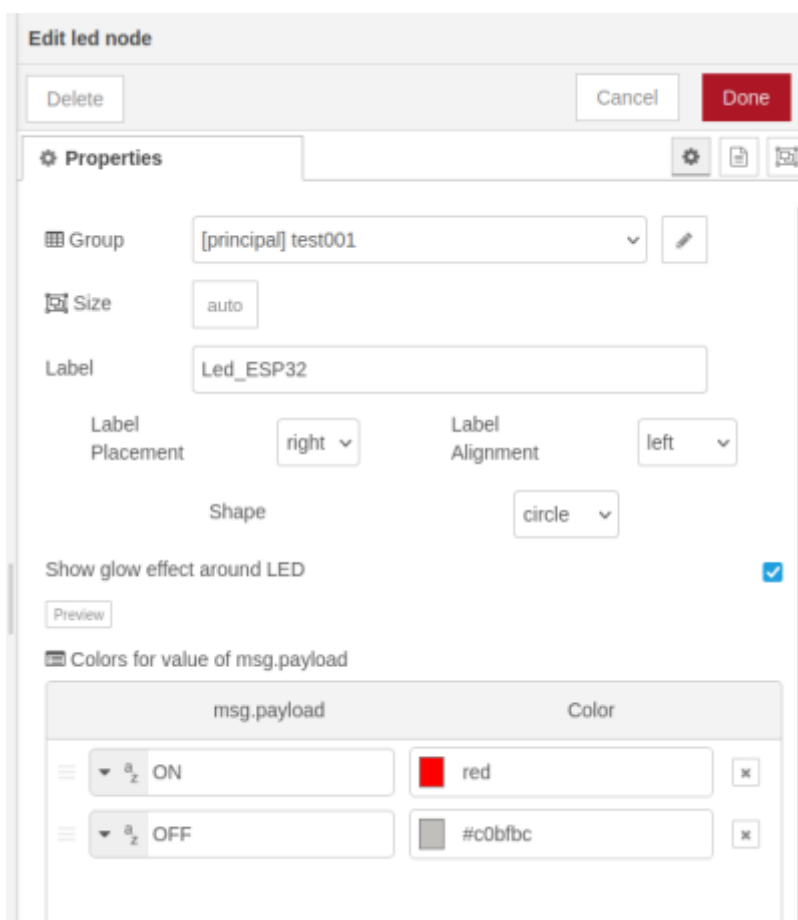 Edit led node
Delete Cancel Done
Properties
Group [principal] test001
Size auto
Label Led_ESP32
Label Placement right Label Alignment left
Shape circle
Show glow effect around LED
Preview
Colors for value of msg.payload
msg.payload Color
az ON red
az OFF #c0bfbc